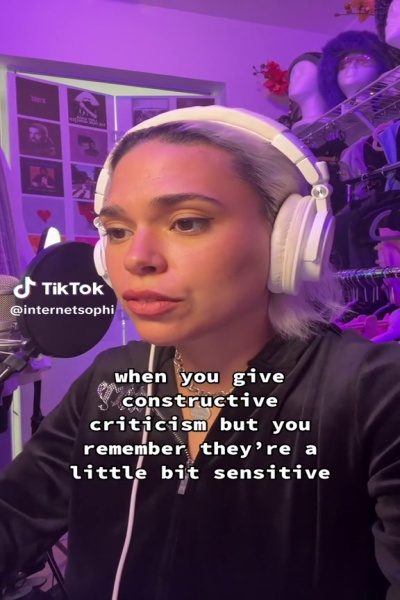 TikTok
@internetsophi
when you give
constructive
criticism but you
remember they're a
little bit sensitive